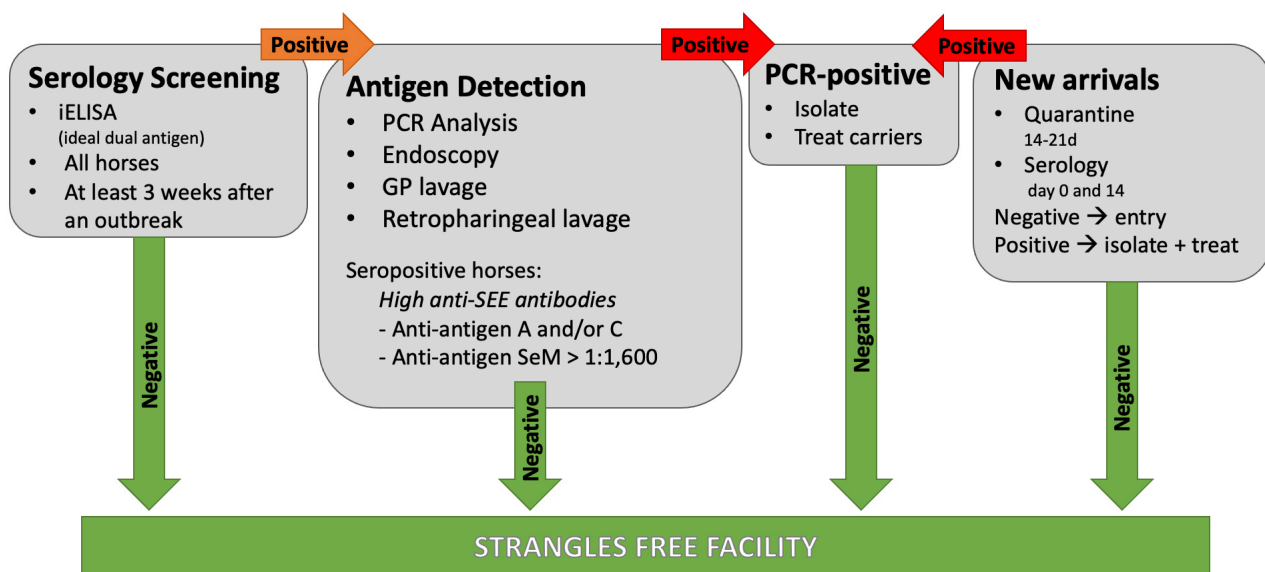 Positive
Serology Screening
• iELISA
(ideal dual antigen)
• All horses
• At least 3 weeks after
an outbreak
Negative
Antigen Detection
• PCR Analysis
• Endoscopy
• GP lavage
• Retropharingeal lavage
Seropositive horses:
High anti-SEE antibodies
- Anti-antigen A and/or C
- Anti-antigen SeM > 1:1,600
Negative
Positive
PCR-positive
• Isolate
• Treat carriers
Negative
Positive
New arrivals
• Quarantine
14-21d
• Serology
day 0 and 14
Negative → entry
Positive → isolate + treat
Negative
STRANGLES FREE FACILITY